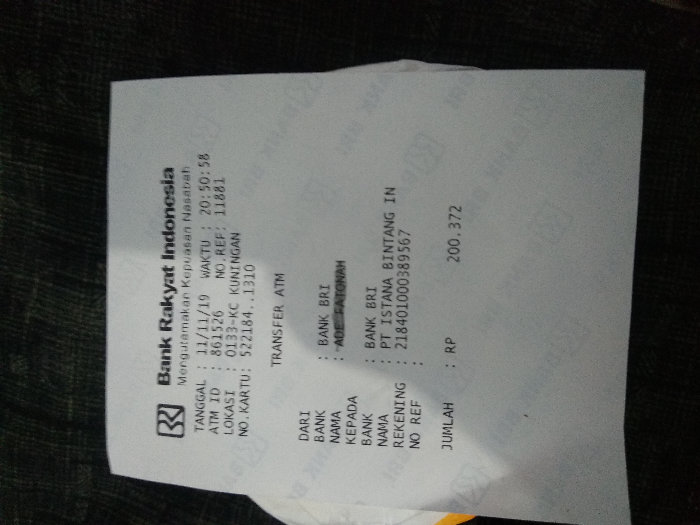 Bank Rakyat Indonesia
Mengutamakan Kepuasan Nasabah
TANGGAL : 11/11/19 WAKTU : 20:50:58
ATM ID : 861526 NO.REF: 11881
LOKASI : 0133-KC KUNINGAN
NO.KARTU: 522184..1310
TRANSFER ATM
DARI
BANK : BANK BRI
NAMA : ADE FATONAH
KEPADA
BANK : BANK BRI
NAMA : PT ISTANA BINTANG IN
REKENING : 218401000389567
NO REF :
JUMLAH : RP 200.372